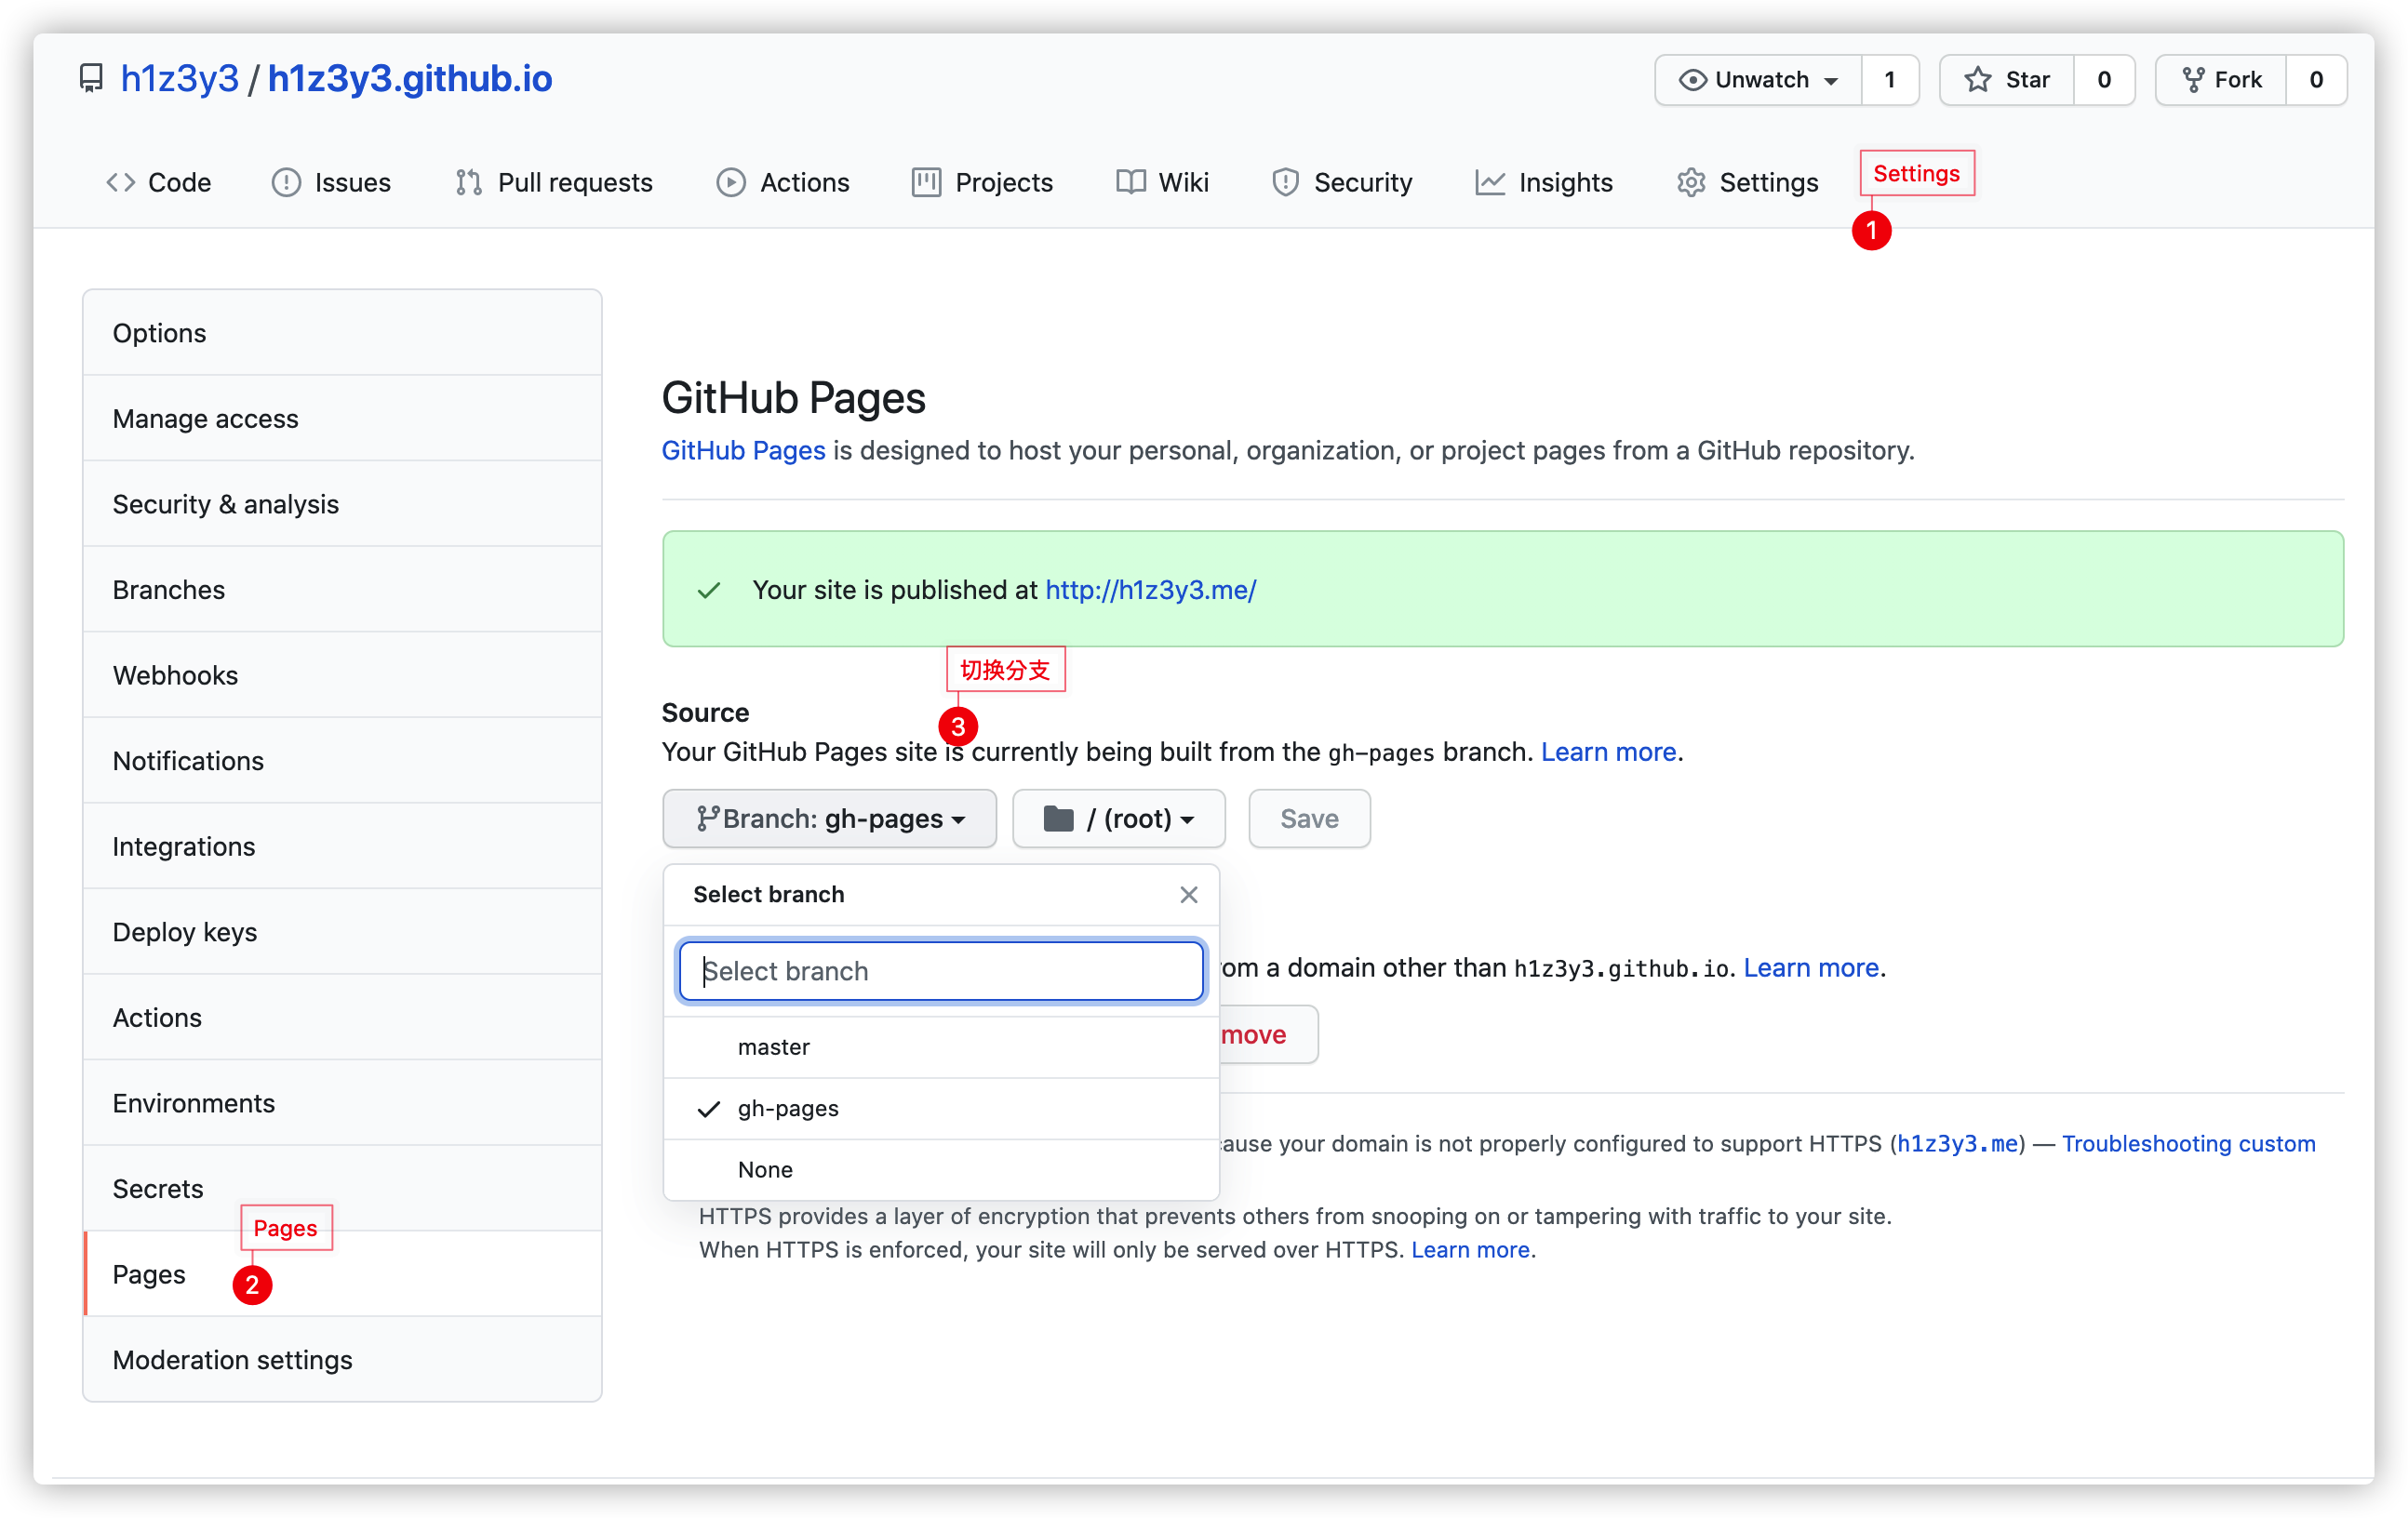 h1z3y3 / h1z3y3.github.io
Unwatch 1
Star 0
Fork 0
Code
Issues
Pull requests
Actions
Projects
Wiki
Security
Insights
Settings
Settings
1
Options
Manage access
Security & analysis
Branches
Webhooks
Notifications
Integrations
Deploy keys
Actions
Environments
Secrets
Pages
Pages
2
Moderation settings
GitHub Pages
GitHub Pages is designed to host your personal, organization, or project pages from a GitHub repository.
Your site is published at http://h1z3y3.me/
切换分支
3
Source
Your GitHub Pages site is currently being built from the gh-pages branch. Learn more.
Branch: gh-pages
/ (root)
Save
Select branch
Select branch
master
gh-pages
None
a domain other than h1z3y3.github.io. Learn more.
your domain is not properly configured to support HTTPS (h1z3y3.me) — Troubleshooting custom
HTTPS provides a layer of encryption that prevents others from snooping on or tampering with traffic to your site.
When HTTPS is enforced, your site will only be served over HTTPS. Learn more.